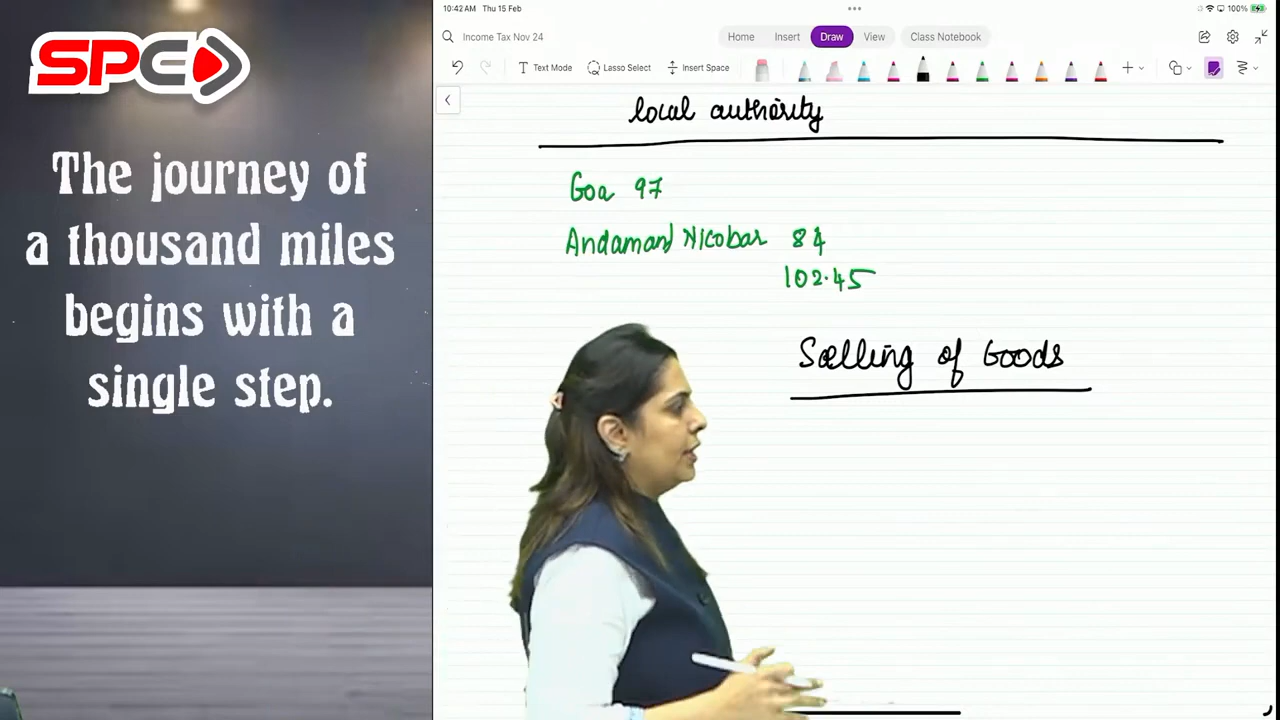 SPE
The journey of
a thousand miles
begins with a
single step.
10:42 AM Thu 15 Feb
100%
Income Tax Nov 24
Home Insert Draw View Class Notebook
Text Mode Lasso Select Insert Space
local authority
Goa 97
Andaman Nicobar 84
102.45
Selling of Goods